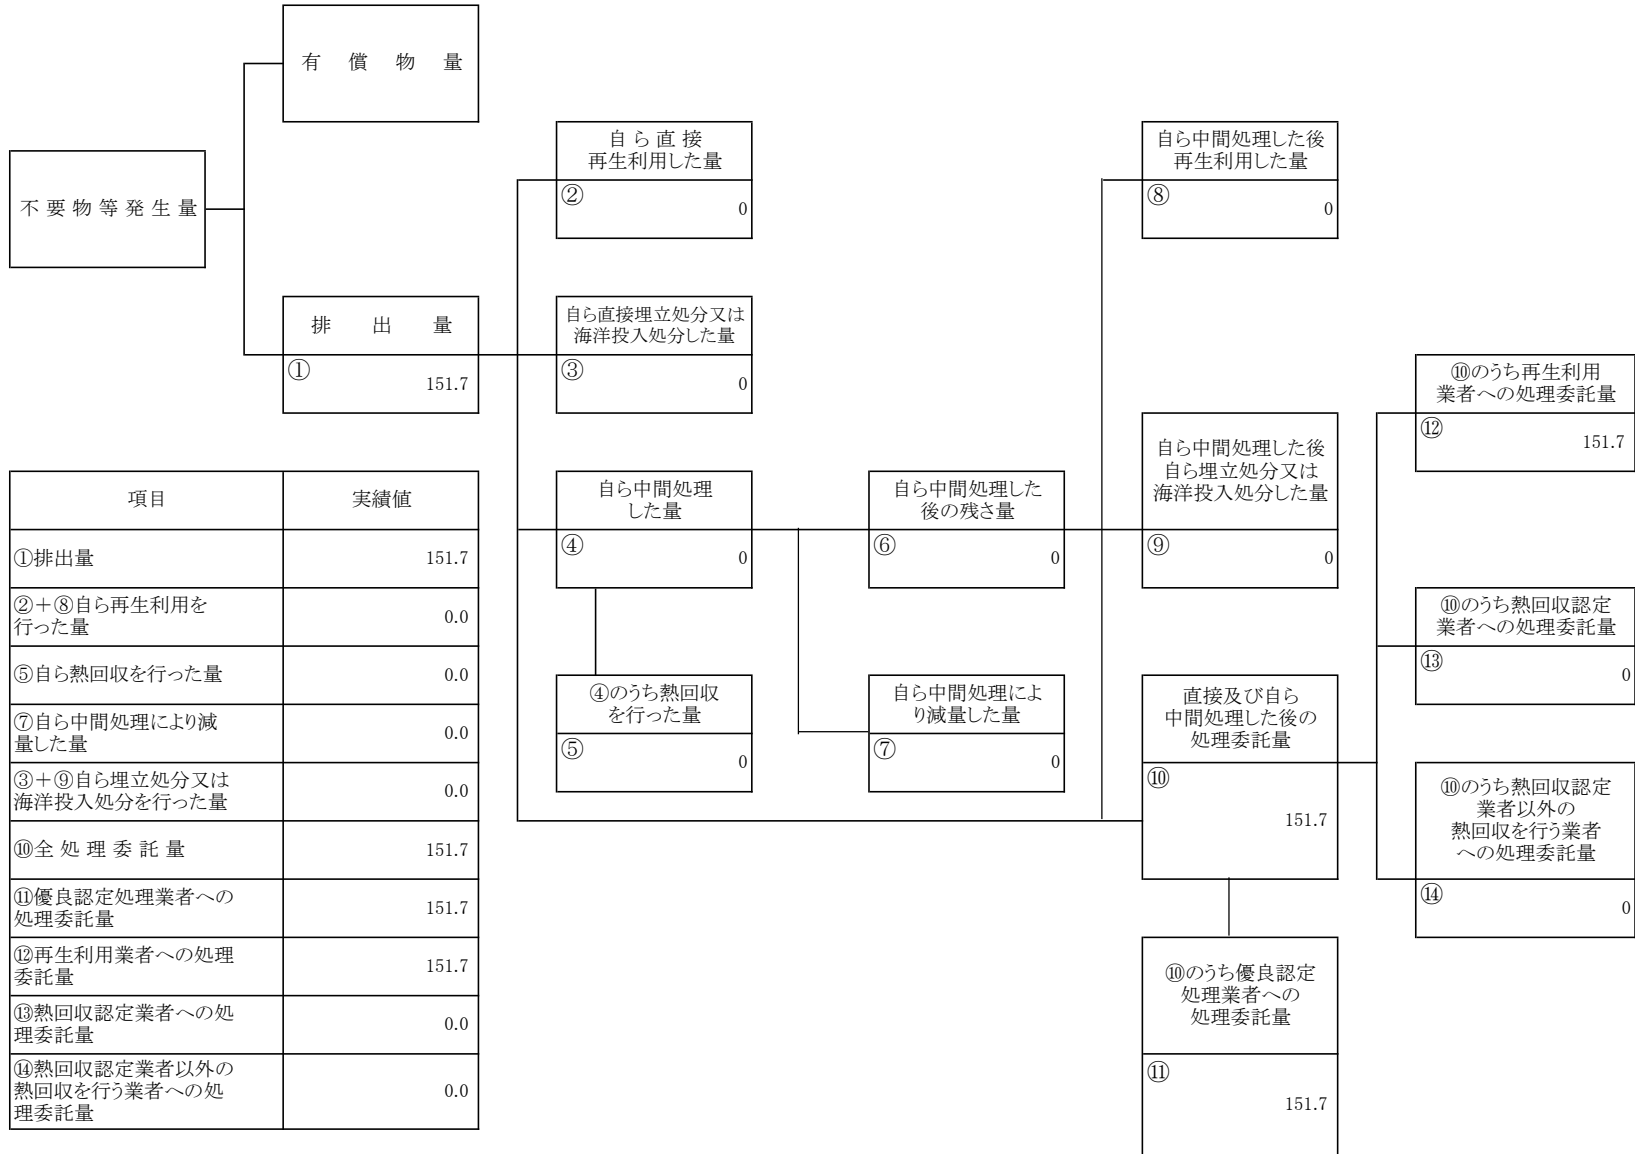 有償物量
不要物等発生量
排出量
①
151.7
自ら直接
再生利用した量
②
0
自ら直接埋立処分又は
海洋投入処分した量
③
0
自ら中間処理
した量
④
0
④のうち熱回収
を行った量
⑤
0
自ら中間処理した
後の残さ量
⑥
0
自ら中間処理によ
り減量した量
⑦
0
自ら中間処理した後
再生利用した量
⑧
0
自ら中間処理した後
自ら埋立処分又は
海洋投入処分した量
⑨
0
直接及び自ら
中間処理した後の
処理委託量
⑩
151.7
⑩のうち優良認定
処理業者への
処理委託量
⑪
151.7
⑩のうち再生利用
業者への処理委託量
⑫
151.7
⑩のうち熱回収認定
業者への処理委託量
⑬
0
⑩のうち熱回収認定
業者以外の
熱回収を行う業者
への処理委託量
⑭
0
項目 実績値
①排出量 151.7
②＋⑧自ら再生利用を
行った量 0.0
⑤自ら熱回収を行った量 0.0
⑦自ら中間処理により減
量した量 0.0
③＋⑨自ら埋立処分又は
海洋投入処分を行った量 0.0
⑩全処理委託量 151.7
⑪優良認定処理業者への
処理委託量 151.7
⑫再生利用業者への処理
委託量 151.7
⑬熱回収認定業者への処
理委託量 0.0
⑭熱回収認定業者以外の
熱回収を行う業者への処
理委託量 0.0